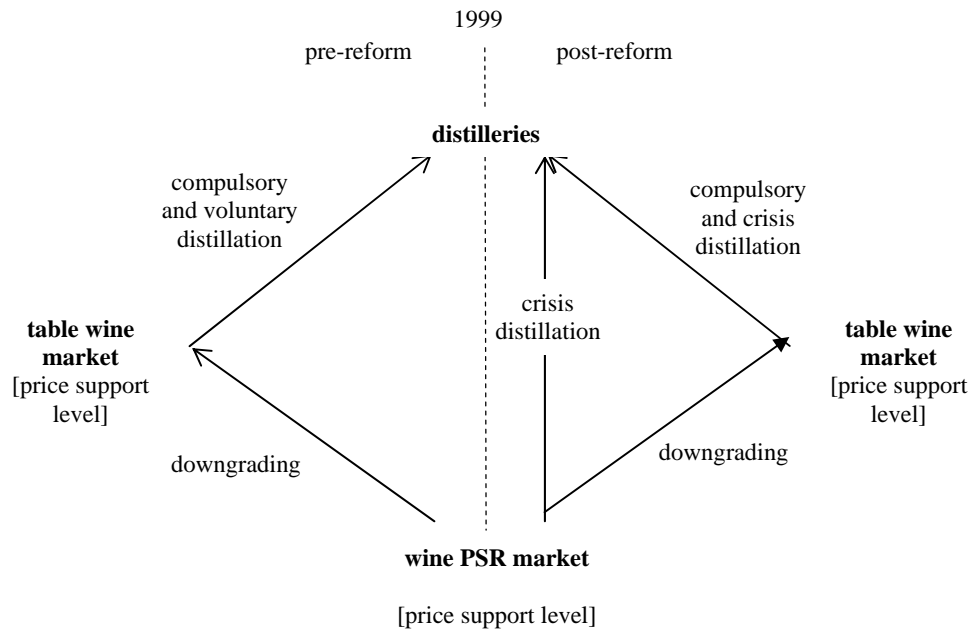 1999
pre-reform
post-reform
distilleries
compulsory
and voluntary
distillation
compulsory
and crisis
distillation
crisis
distillation
table wine
market
[price support
level]
table wine
market
[price support
level]
downgrading
downgrading
wine PSR market
[price support level]